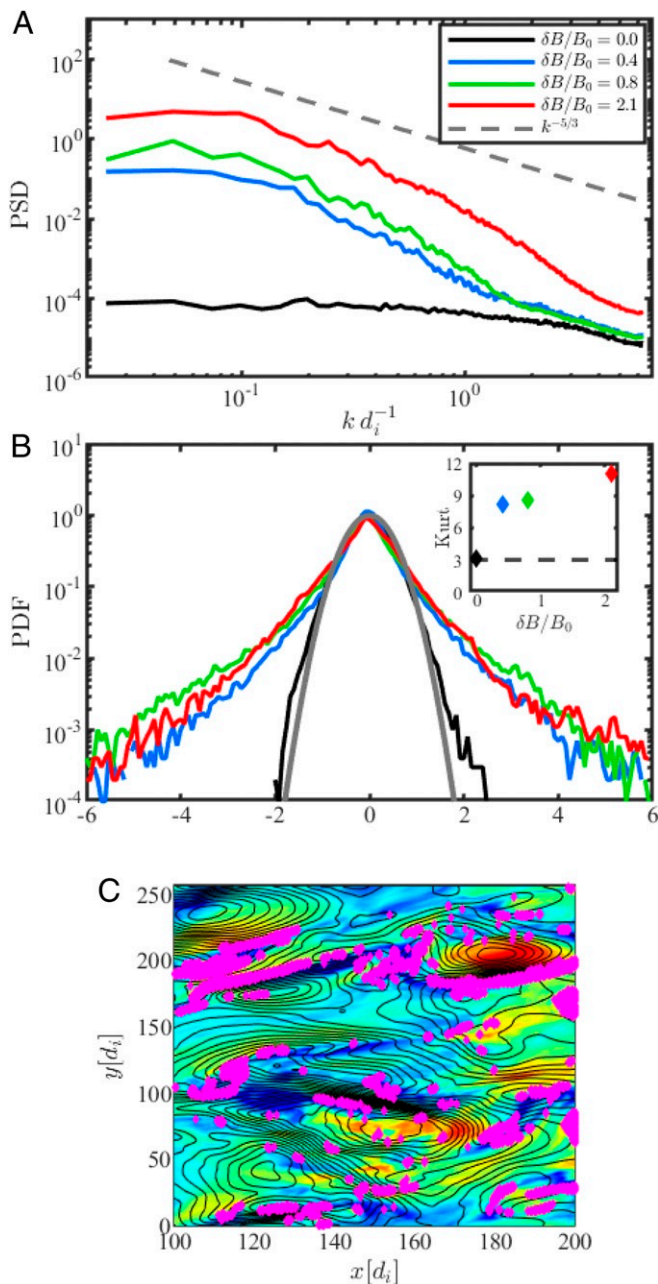 A
PSD
10^2
10^0
10^-2
10^-4
10^-6
δB/B_0 = 0.0
δB/B_0 = 0.4
δB/B_0 = 0.8
δB/B_0 = 2.1
k^-5/3
10^-1
10^0
k d_i^-1
B
PDF
10^1
10^0
10^-1
10^-2
10^-3
10^-4
Kurt
12
9
6
3
0
0
1
2
δB/B_0
-6
-4
-2
0
2
4
6
C
y[d_i]
250
200
150
100
50
0
100
120
140
160
180
200
x[d_i]